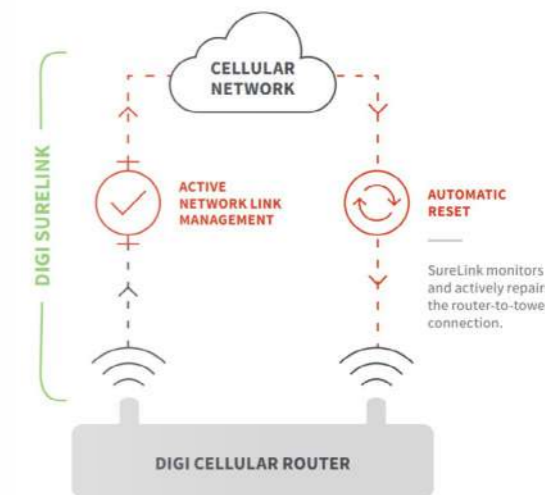 CELLULAR
NETWORK
DIGI SURELINK
ACTIVE
NETWORK LINK
MANAGEMENT
AUTOMATIC
RESET
SureLink monitors
and actively repair
the router-to-towe
connection.
DIGI CELLULAR ROUTER